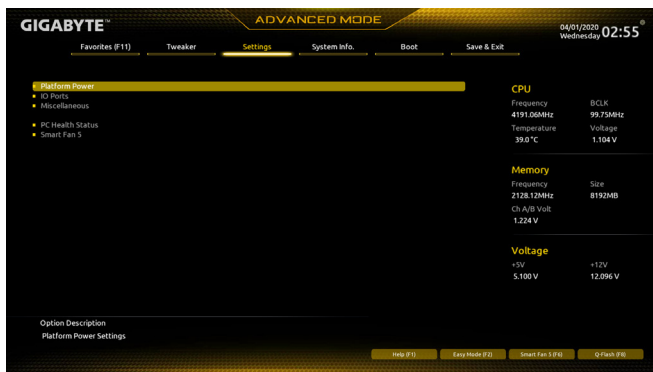 GIGABYTE™
ADVANCED MODE
04/01/2020
Wednesday 02:55
Favorites (F11) Tweaker Settings System Info. Boot Save & Exit
Platform Power
IO Ports
Miscellaneous
PC Health Status
Smart Fan 5
CPU
Frequency BCLK
4191.06MHz 99.75MHz
Temperature Voltage
39.0 °C 1.104 V
Memory
Frequency Size
2128.12MHz 8192MB
Ch A/B Volt
1.224 V
Voltage
+5V +12V
5.100 V 12.096 V
Option Description
Platform Power Settings
Help (F1) Easy Mode (F2) Smart Fan 5 (F6) Q-Flash (F8)